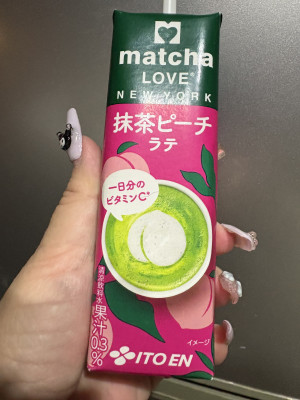 matcha
LOVE®
NEW YORK
抹茶ピーチ
ラテ
一日分の
ビタミンC*
清涼飲料水
果汁0.3%
イメージ
ITO EN